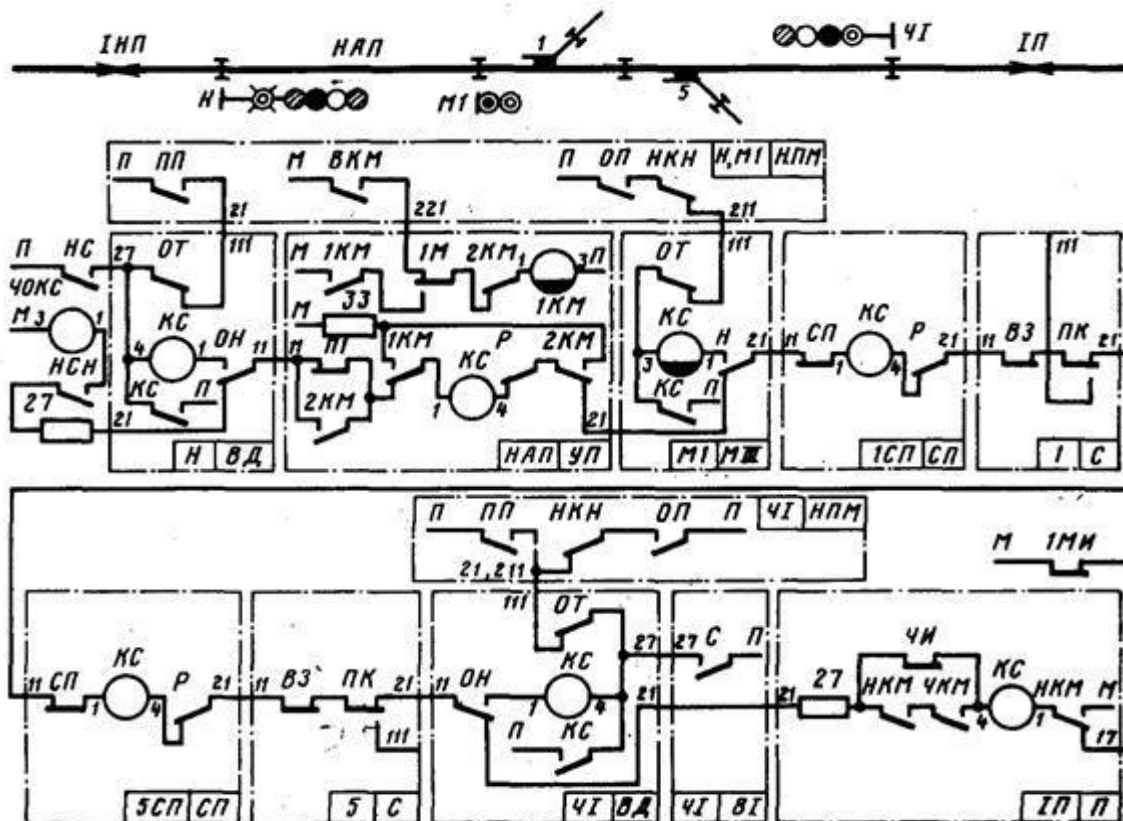 IНП НАП 1 ЧI IП
Н М1 5
П ПП М ВКМ П ОП НКН Н,М1 НПМ
21 221 211
П НС 27 ОТ 111 М 1КМ 1М 2КМ 1 3 П ОТ 111 111
ЧОКС 33 1КМ
М 3 1 КС М 1КМ Р 2КМ КС Н СП КС Р ВЗ ПК
4 1 ОН 11 11 П1 КС 3 1 21 11 1 4 21 11 21
НСН КС П 2КМ 1 4 КС П
27 21 21
Н ВД НАП УП М1 МIII 1СП СП 1 С
П ПП НКН ОП П ЧI НПМ
21,211 М 1МИ
111 ОТ
КС КС 27 27 С П ЧИ
11 СП Р 21 11 ВЗ ПК 21 11 ОН 21 21 27 НКМ ЧКМ КС НКМ М
1 4 1 4 4 1
111 П КС 17
5СП СП 5 С ЧI ВД ЧI ВI IП П